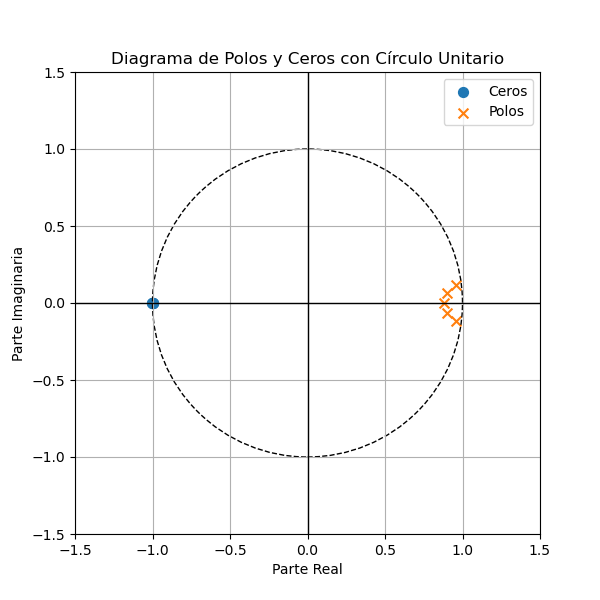 Diagrama de Polos y Ceros con Círculo Unitario
Ceros
Polos
1.5
1.0
0.5
0.0
−0.5
−1.0
−1.5
Parte Imaginaria
−1.5 −1.0 −0.5 0.0 0.5 1.0 1.5
Parte Real